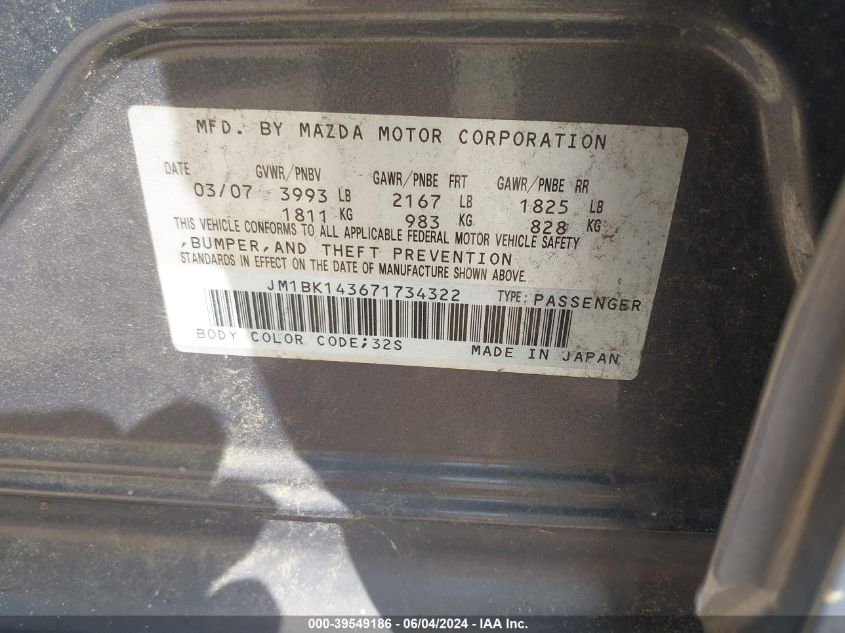 MFD. BY MAZDA MOTOR CORPORATION
DATE GVWR/PNBV GAWR/PNBE FRT GAWR/PNBE RR
03/07 3993 LB 2167 LB 1825 LB
1811 KG 983 KG 828 KG
THIS VEHICLE CONFORMS TO ALL APPLICABLE FEDERAL MOTOR VEHICLE SAFETY
,BUMPER,AND THEFT PREVENTION
STANDARDS IN EFFECT ON THE DATE OF MANUFACTURE SHOWN ABOVE.
JM1BK143671734322 TYPE: PASSENGER
BODY COLOR CODE;32S MADE IN JAPAN
000-39549186 - 06/04/2024 - IAA Inc.